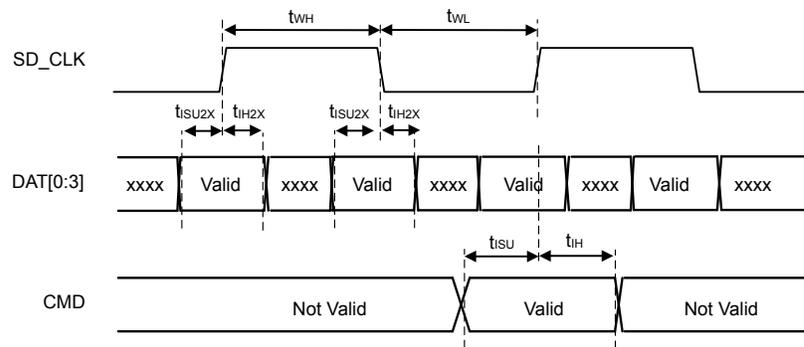 tWH tWL
SD_CLK
tISU2X tIH2X tISU2X tIH2X
DAT[0:3] xxxx Valid xxxx Valid xxxx Valid xxxx Valid xxxx
tISU tIH
CMD Not Valid Valid Not Valid